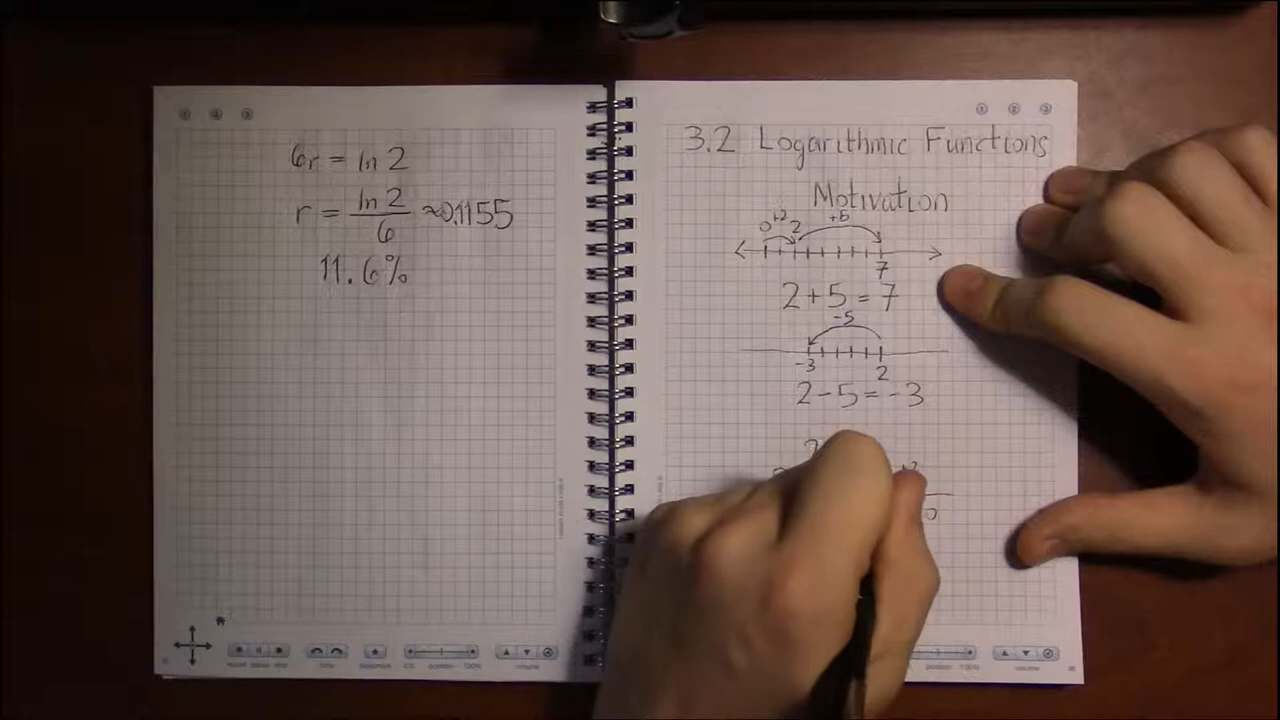 6r = ln 2
r = ln 2 / 6 ≈ 0.1155
11.6%
3.2 Logarithmic Functions
Motivation
0 +2 2 +5
7
2 + 5 = 7
-5
-3 2
2 - 5 = -3